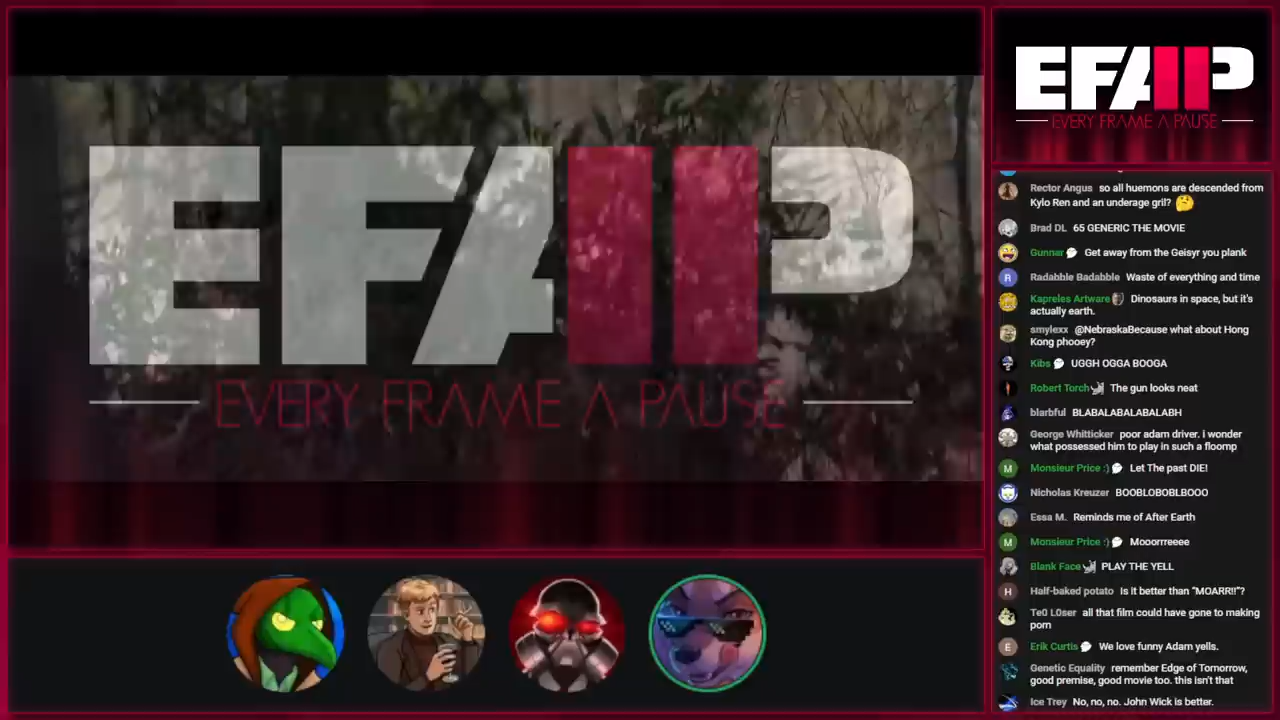 EFAP
EVERY FRAME A PAUSE
EFAP
EVERY FRAME A PAUSE
Rector Angus so all huemons are descended from
Kylo Ren and an underage gril? 🤔
Brad DL 65 GENERIC THE MOVIE
Gunnar Get away from the Geisyr you plank
R Radabble Badabble Waste of everything and time
Kapreles Artware Dinosaurs in space, but it's
actually earth.
smylexx @NebraskaBecause what about Hong
Kong phooey?
Kibs UGGH OGGA BOOGA
Robert Torch The gun looks neat
blarbful BLABALABALABALABH
George Whitticker poor adam driver. i wonder
what possessed him to play in such a floomp
M Monsieur Price :) Let The past DIE!
Nicholas Kreuzer BOOBLOBOBLBOOO
Essa M. Reminds me of After Earth
M Monsieur Price :) Mooorrreeee
Blank Face PLAY THE YELL
H Half-baked potato Is it better than "MOAR!!"?
Te0 L0ser all that film could have gone to making
porn
Erik Curtis We love funny Adam yells.
Genetic Equality remember Edge of Tomorrow,
good premise, good movie too. this isn't that
Ice Trey No, no, no. John Wick is better.